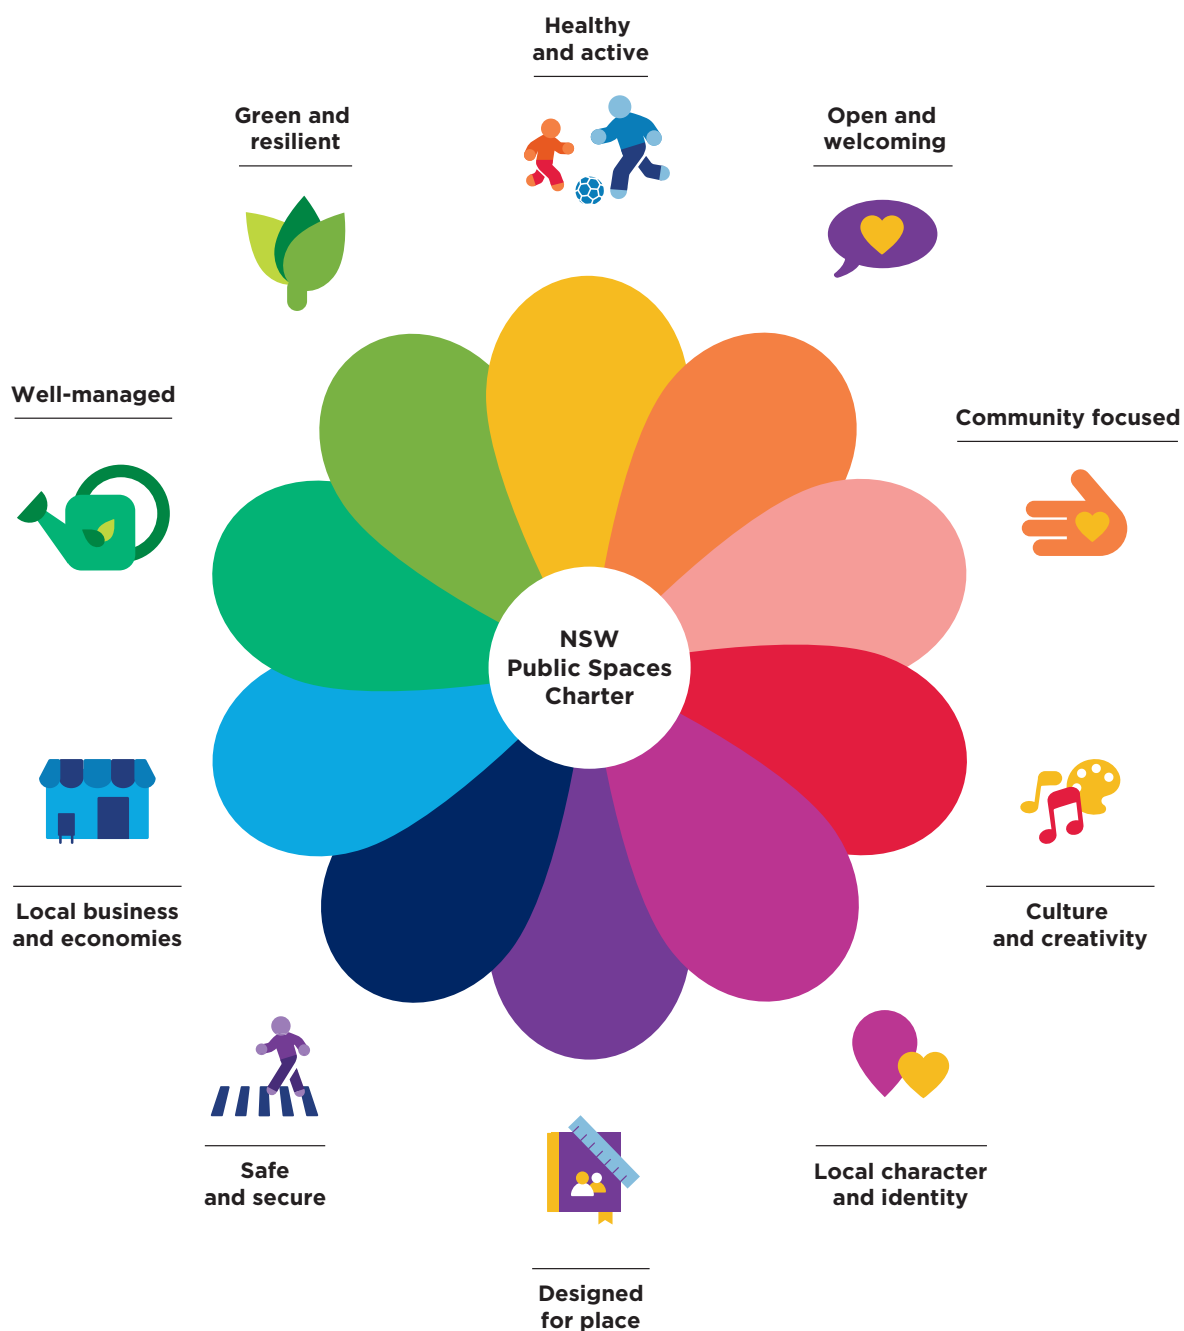 Healthy
and active
Green and
resilient
Open and
welcoming
Well-managed
Community focused
NSW
Public Spaces
Charter
Local business
and economies
Culture
and creativity
Safe
and secure
Local character
and identity
Designed
for place